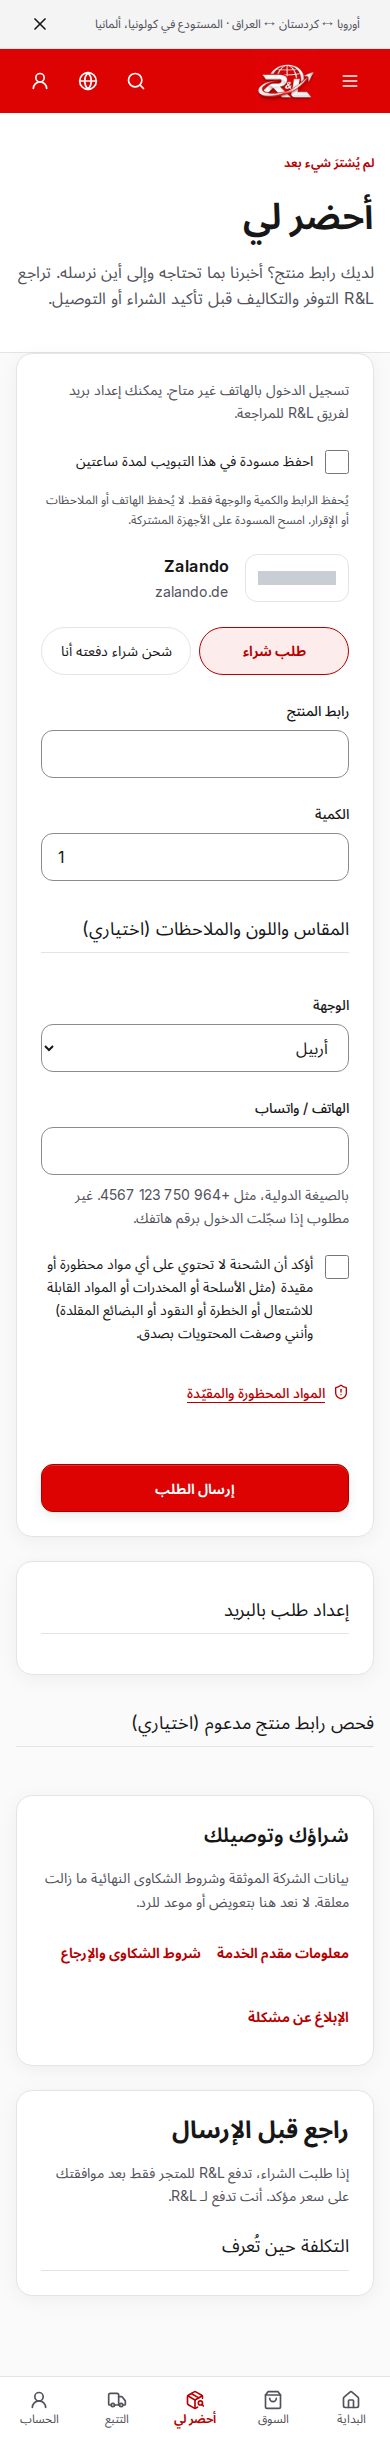 أوروبا ↔ كردستان ↔ العراق · المستودع في كولونيا، ألمانيا
R&L
لم يُشترَ شيء بعد
أحضر لي
لديك رابط منتج؟ أخبرنا بما تحتاجه وإلى أين نرسله. تراجع
R&L التوفر والتكاليف قبل تأكيد الشراء أو التوصيل.
تسجيل الدخول بالهاتف غير متاح. يمكنك إعداد بريد
لفريق R&L للمراجعة.
احفظ مسودة في هذا التبويب لمدة ساعتين
يُحفظ الرابط والكمية والوجهة فقط. لا يُحفظ الهاتف أو الملاحظات
أو الإقرار. امسح المسودة على الأجهزة المشتركة.
Zalando
zalando.de
طلب شراء
شحن شراء دفعته أنا
رابط المنتج
الكمية
1
المقاس واللون والملاحظات (اختياري)
الوجهة
أربيل
الهاتف / واتساب
بالصيغة الدولية، مثل +964 750 123 4567. غير
مطلوب إذا سجّلت الدخول برقم هاتفك.
أؤكد أن الشحنة لا تحتوي على أي مواد محظورة أو
مقيدة (مثل الأسلحة أو المخدرات أو المواد القابلة
للاشتعال أو الخطرة أو النقود أو البضائع المقلدة)
وأنني وصفت المحتويات بصدق.
المواد المحظورة والمقيّدة
إرسال الطلب
إعداد طلب بالبريد
فحص رابط منتج مدعوم (اختياري)
شراؤك وتوصيلك
بيانات الشركة الموثقة وشروط الشكاوى النهائية ما زالت
معلقة. لا نعد هنا بتعويض أو موعد للرد.
معلومات مقدم الخدمة
شروط الشكاوى والإرجاع
الإبلاغ عن مشكلة
راجع قبل الإرسال
إذا طلبت الشراء، تدفع R&L للمتجر فقط بعد موافقتك
على سعر مؤكد. أنت تدفع لـ R&L.
التكلفة حين تُعرف
البداية
السوق
أحضر لي
التتبع
الحساب